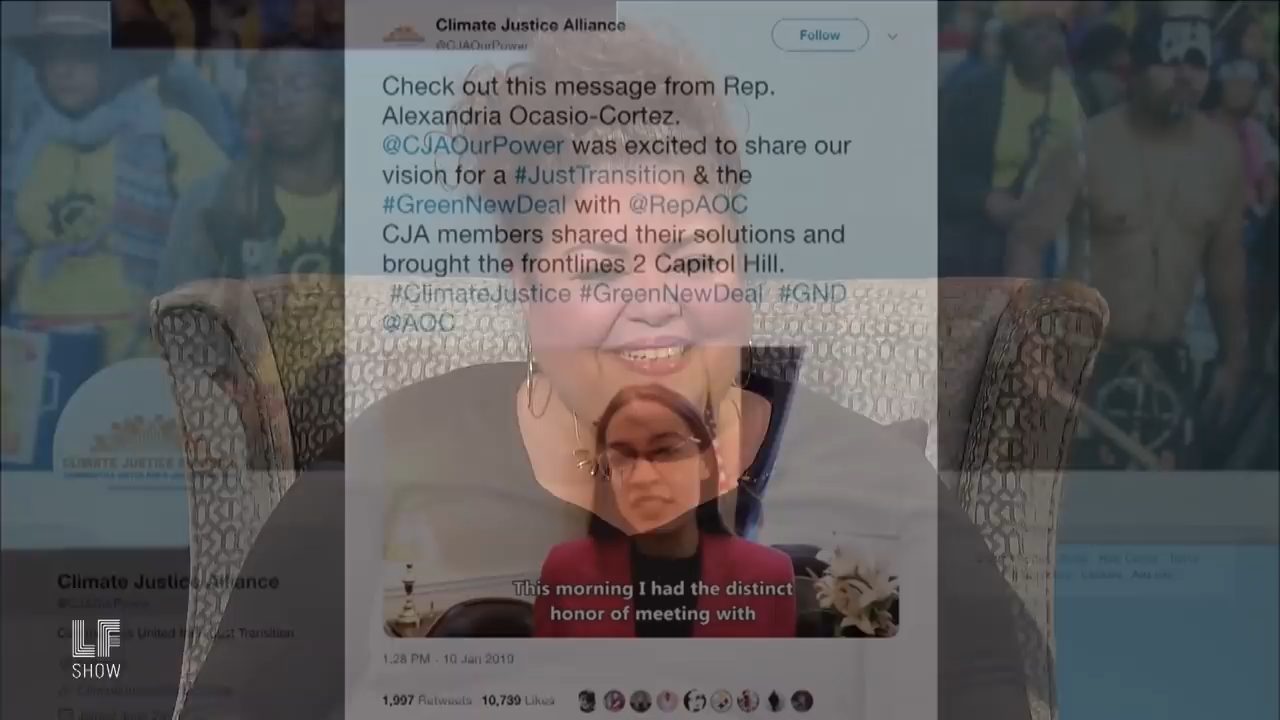 Climate Justice Alliance
@CJAOurPower
Follow
Check out this message from Rep.
Alexandria Ocasio-Cortez.
@CJAOurPower was excited to share our
vision for a #JustTransition & the
#GreenNewDeal with @RepAOC
CJA members shared their solutions and
brought the frontlines 2 Capitol Hill.
#ClimateJustice #GreenNewDeal #GND
@AOC
This morning I had the distinct
honor of meeting with
1:28 PM - 10 Jan 2019
1,997 Retweets 10,739 Likes
Climate Justice Alliance
@CJAOurPower
LF
SHOW